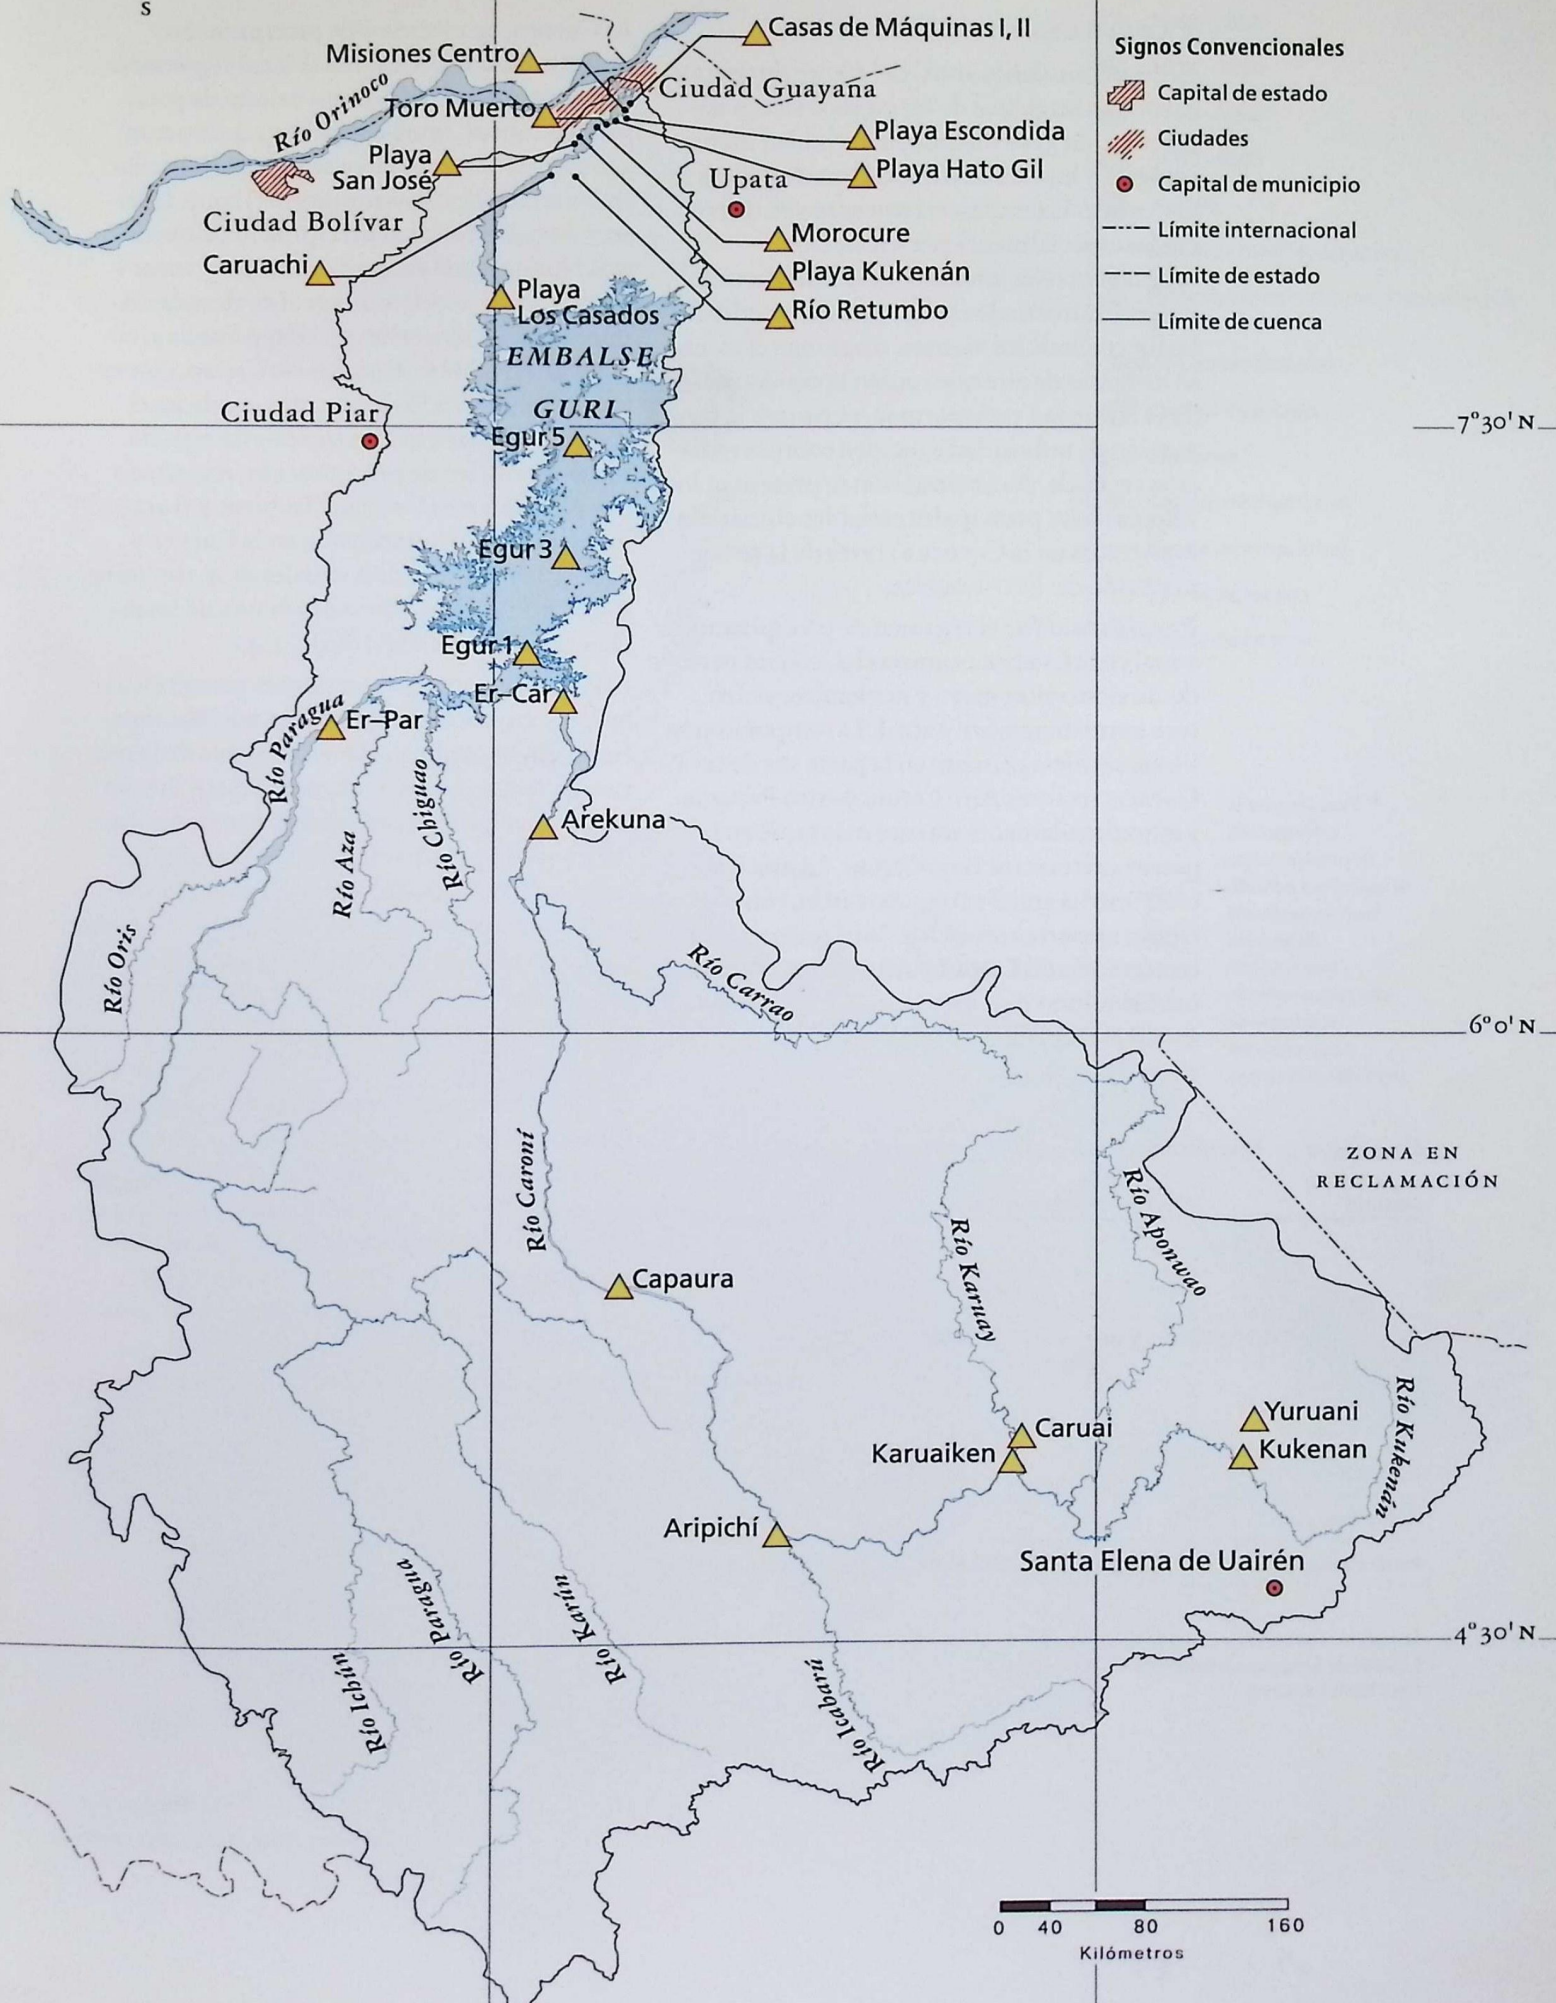 S
Casas de Máquinas I, II
Misiones Centro
Río Orinoco
Toro Muerto
Ciudad Guayana
Playa
San José
Playa Escondida
Playa Hato Gil
Upata
Ciudad Bolívar
Morocure
Caruachi
Playa Kukenán
Playa
Los Casados
Río Retumbo
EMBALSE
GURI
Ciudad Piar
Egur 5
Egur 3
Egur 1
Er–Car
Er–Par
Río Paragua
Río Chiguao
Río Aza
Arekuna
Río Oris
Río Carrao
Río Caroní
Río Karuay
Río Aponwao
Capaura
Río Kukenán
Yuruani
Caruai
Kukenan
Karuaiken
Aripichí
Santa Elena de Uairén
Río Paragua
Río Karún
Río Ichún
Río Icabarú
Signos Convencionales
Capital de estado
Ciudades
Capital de municipio
Límite internacional
Límite de estado
Límite de cuenca
7°30' N
6°0' N
ZONA EN
RECLAMACIÓN
4°30' N
0 40 80 160
Kilómetros